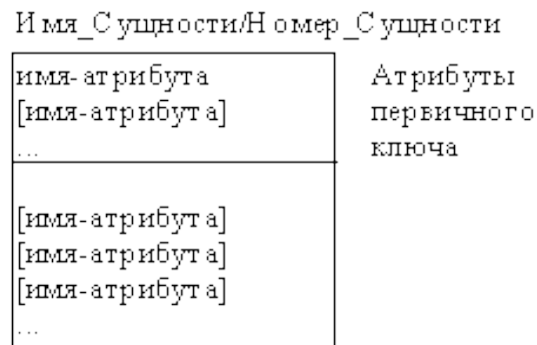 Имя_Сущности/Номер_Сущности
имя-атрибута
[имя-атрибута]
...
Атрибуты
первичного
ключа
[имя-атрибута]
[имя-атрибута]
[имя-атрибута]
...